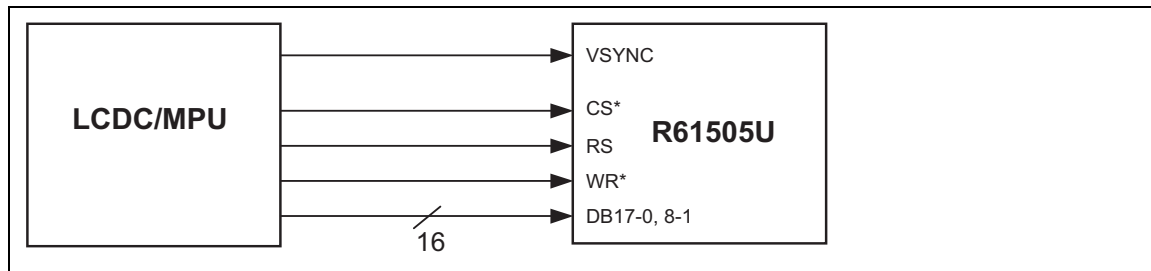 VSYNC
LCDC/MPU
CS*
R61505U
RS
WR*
DB17-0, 8-1
16